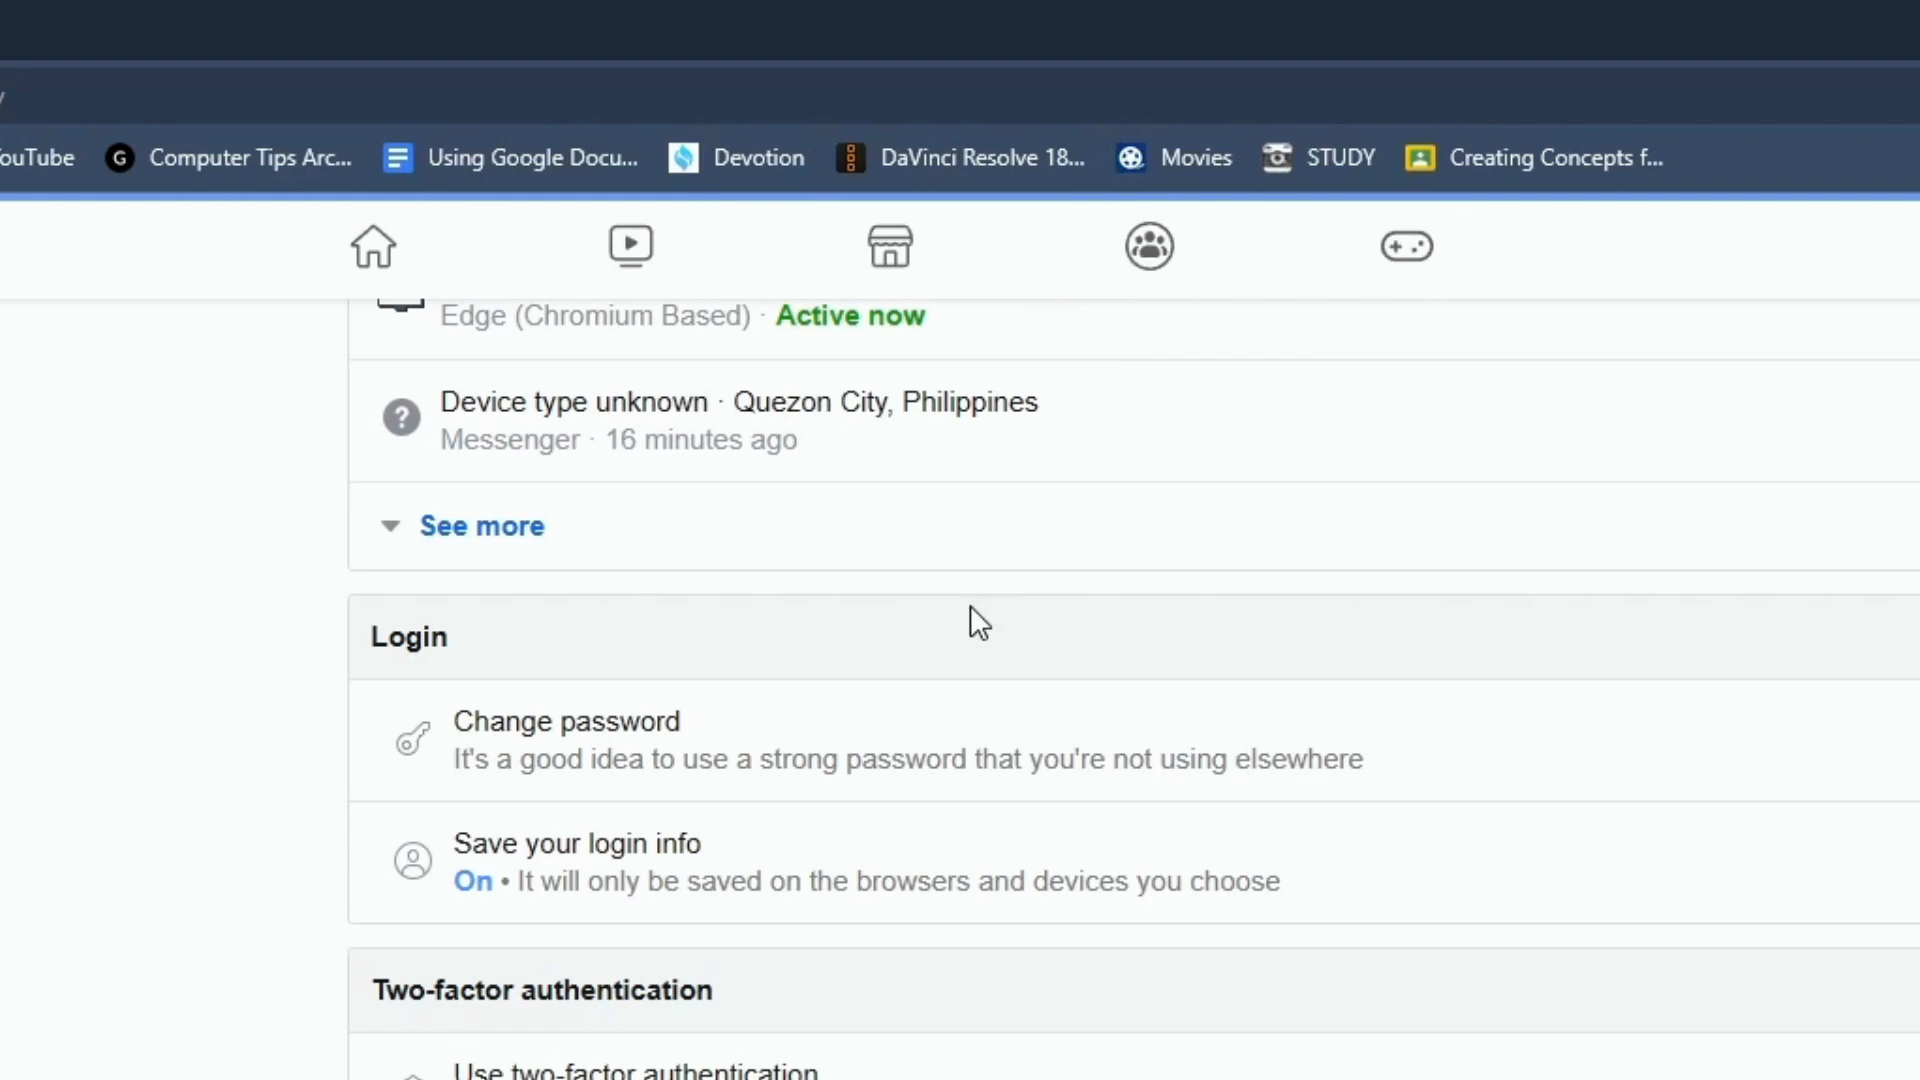 ouTube Computer Tips Arc... Using Google Docu... Devotion DaVinci Resolve 18... Movies STUDY Creating Concepts f...
Edge (Chromium Based) · Active now
Device type unknown · Quezon City, Philippines
Messenger · 16 minutes ago
See more
Login
Change password
It's a good idea to use a strong password that you're not using elsewhere
Save your login info
On • It will only be saved on the browsers and devices you choose
Two-factor authentication
Use two-factor authentication